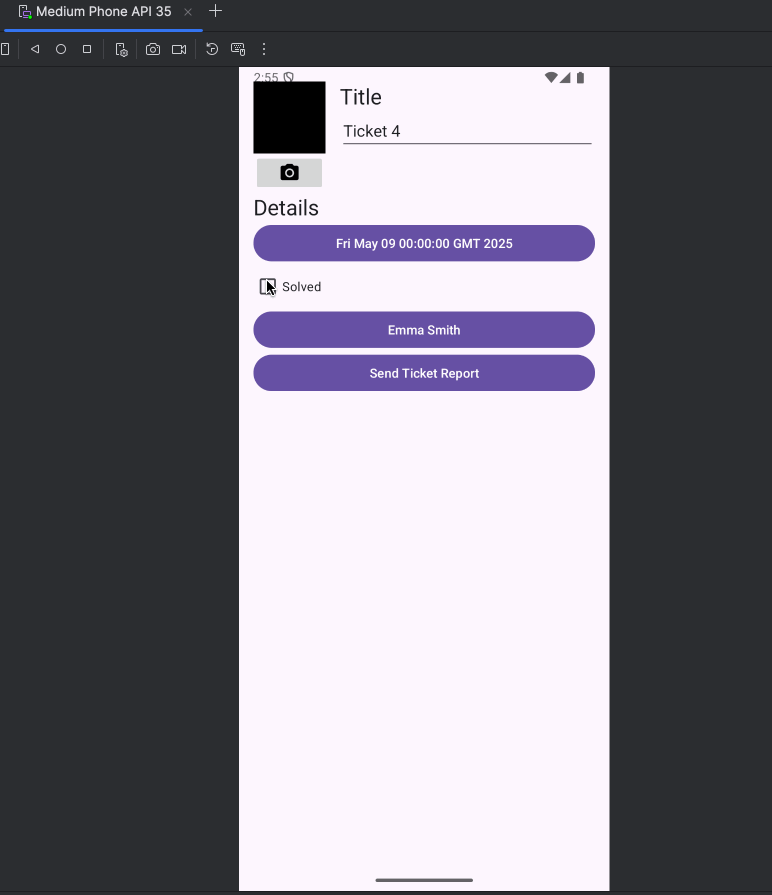 Medium Phone API 35
2:55
Title
Ticket 4
Details
Fri May 09 00:00:00 GMT 2025
Solved
Emma Smith
Send Ticket Report